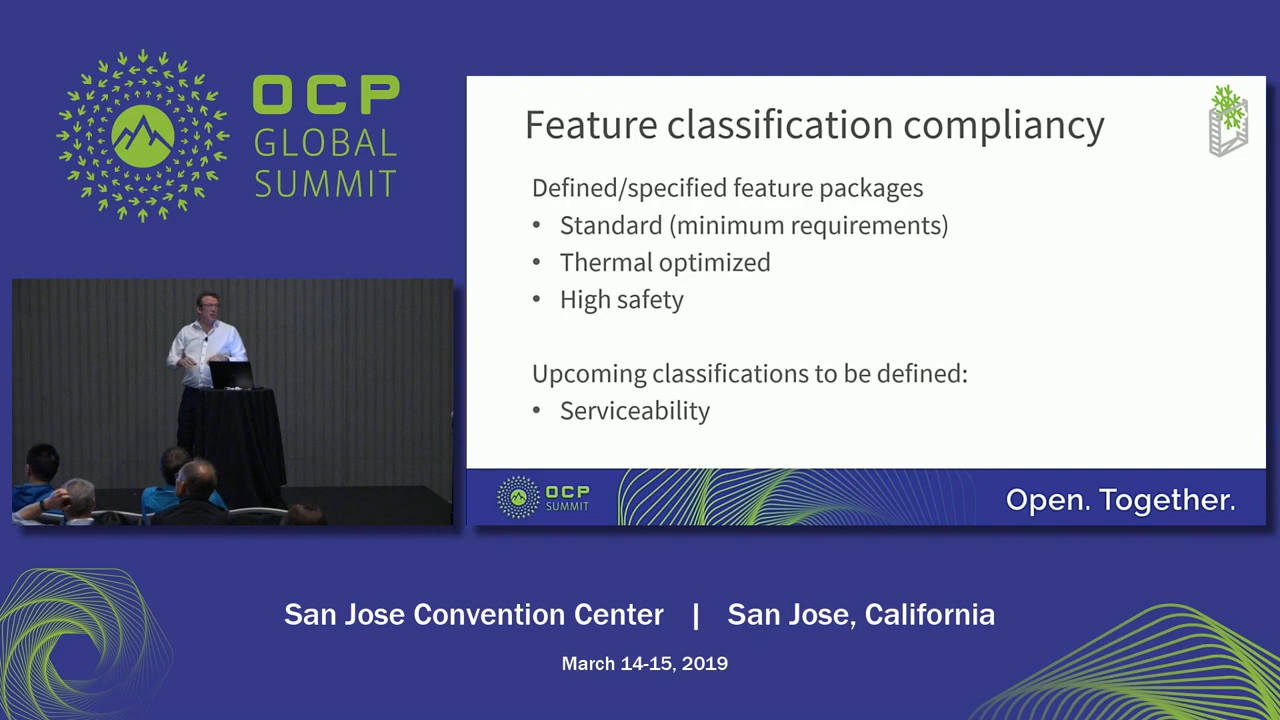 OCP
GLOBAL
SUMMIT
Feature classification compliancy
Defined/specified feature packages
• Standard (minimum requirements)
• Thermal optimized
• High safety
Upcoming classifications to be defined:
• Serviceability
OCP
SUMMIT
Open. Together.
San Jose Convention Center | San Jose, California
March 14-15, 2019